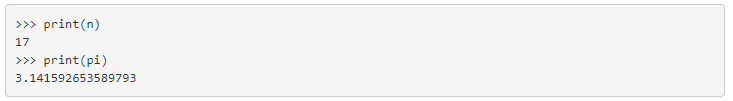 >>> print(n)
17
>>> print(pi)
3.141592653589793